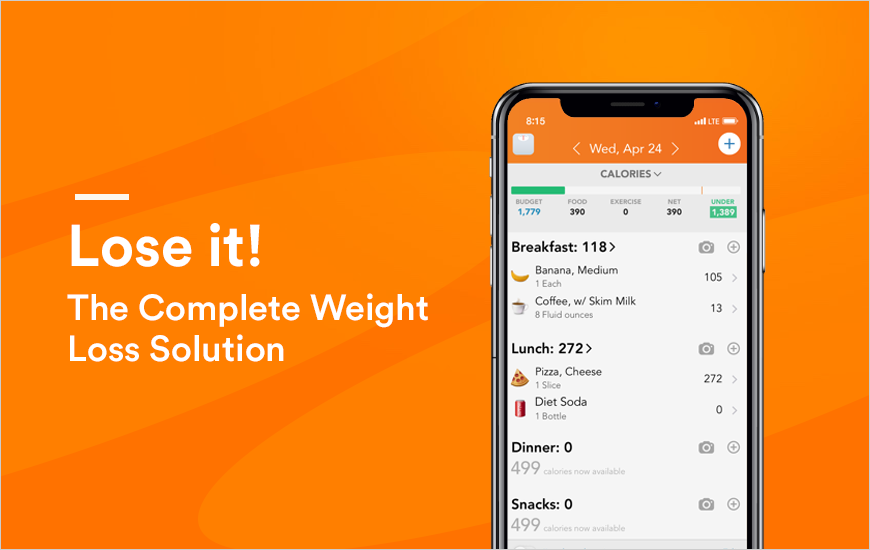 Lose it!
The Complete Weight
Loss Solution
8:15
LTE
Wed, Apr 24
CALORIES
BUDGET FOOD EXERCISE NET UNDER
1,779 390 0 390 1,389
Breakfast: 118
Banana, Medium
1 Each
105
Coffee, w/ Skim Milk
8 Fluid ounces
13
Lunch: 272
Pizza, Cheese
1 Slice
272
Diet Soda
1 Bottle
0
Dinner: 0
499 calories now available
Snacks: 0
499 calories now available